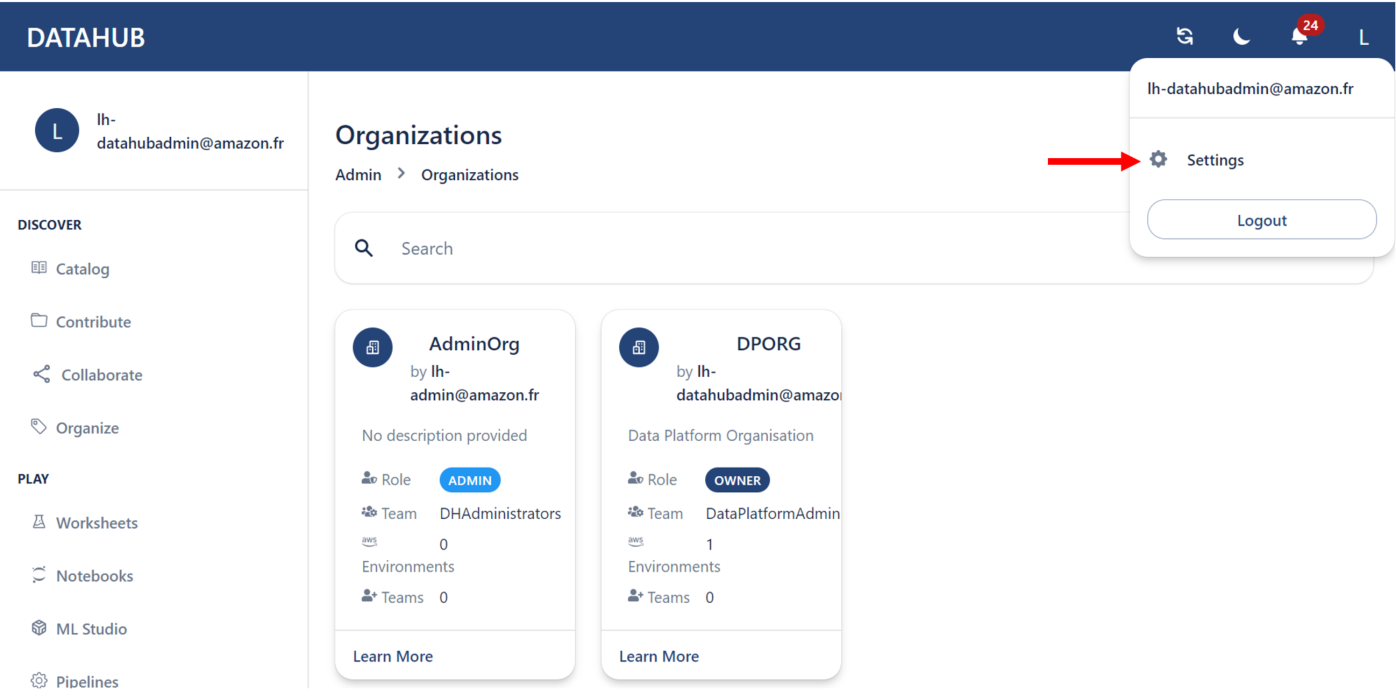 DATAHUB
24
L
lh-datahubadmin@amazon.fr
Settings
Logout
L
lh-
datahubadmin@amazon.fr
DISCOVER
Catalog
Contribute
Collaborate
Organize
PLAY
Worksheets
Notebooks
ML Studio
Pipelines
Organizations
Admin > Organizations
Search
AdminOrg
by lh-
admin@amazon.fr
No description provided
Role ADMIN
Team DHAdministrators
aws 0
Environments
Teams 0
Learn More
DPORG
by lh-
datahubadmin@amazo
Data Platform Organisation
Role OWNER
Team DataPlatformAdmin
aws 1
Environments
Teams 0
Learn More